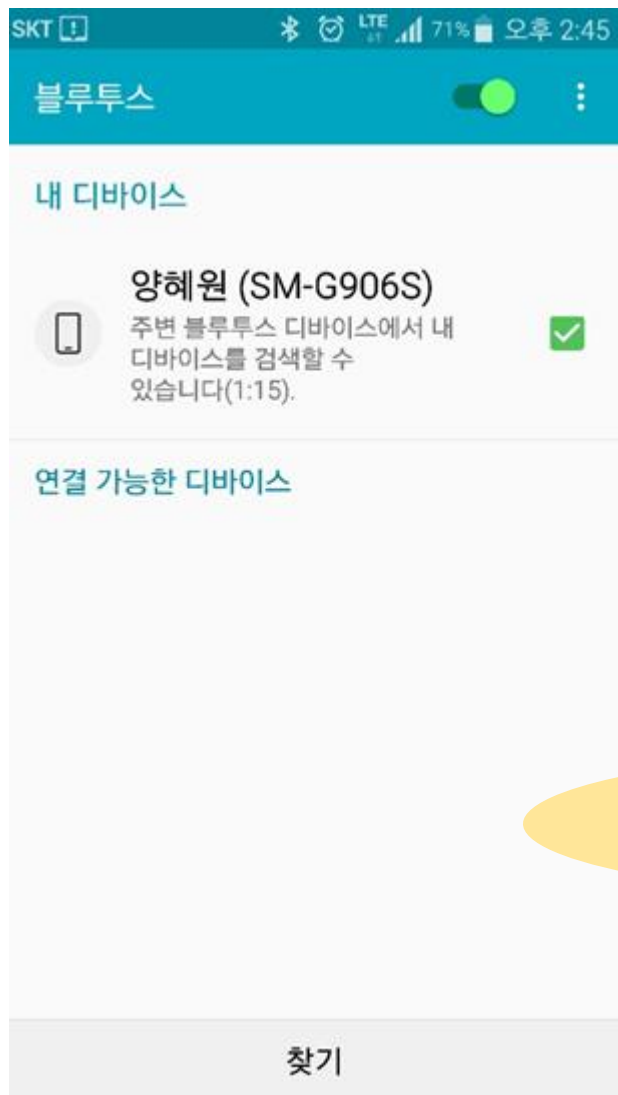 SKT LTE 71% 오후 2:45
블루투스
내 디바이스
양혜원 (SM-G906S)
주변 블루투스 디바이스에서 내
디바이스를 검색할 수
있습니다(1:15).
연결 가능한 디바이스
찾기